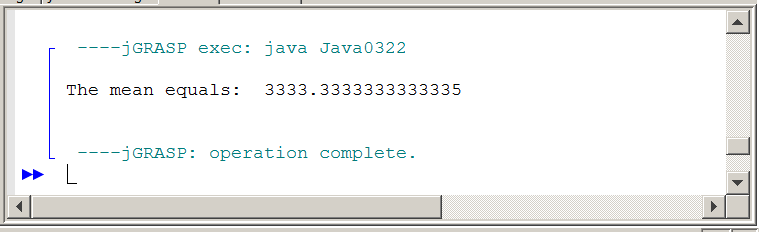 ----jGRASP exec: java Java0322
The mean equals:  3333.3333333333335
----jGRASP: operation complete.